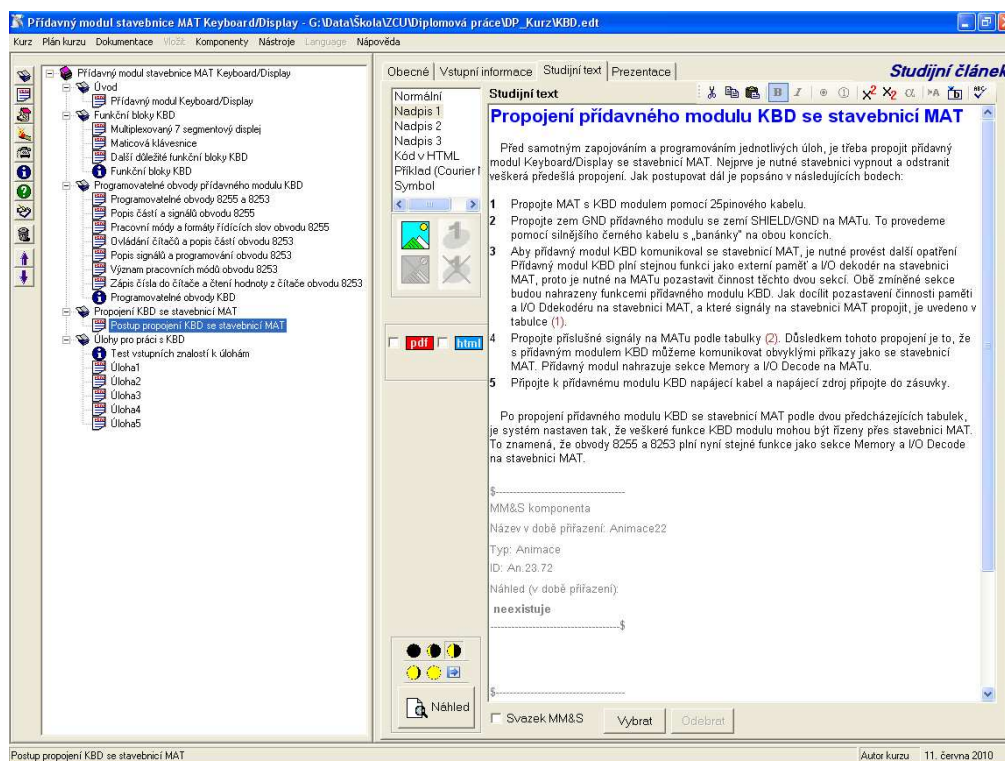 Přídavný modul stavebnice MAT Keyboard/Display - G:\Data\Škola\ZCU\Diplomová práce\DP_Kurz\KBD.edt
Kurz Plán kurzu Dokumentace Vložit Komponenty Nástroje Language Nápověda
Přídavný modul stavebnice MAT Keyboard/Display
Úvod
Přídavný modul Keyboard/Display
Funkční bloky KBD
Multiplexovaný 7 segmentový displej
Maticová klávesnice
Další důležité funkční bloky KBD
Funkční bloky KBD
Programovatelné obvody přídavného modulu KBD
Programovatelné obvody 8255 a 8253
Popis částí a signálů obvodu 8255
Pracovní módy a formáty řídících slov obvodu 8255
Ovládání čítačů a popis částí obvodu 8253
Popis signálů a programování obvodu 8253
Význam pracovních módů obvodu 8253
Zápis čísla do čítače a čtení hodnoty z čítače obvodu 8253
Programovatelné obvody KBD
Propojení KBD se stavebnicí MAT
Postup propojení KBD se stavebnicí MAT
Úlohy pro práci s KBD
Test vstupních znalostí k úlohám
Úloha1
Úloha2
Úloha3
Úloha4
Úloha5
Obecné Vstupní informace Studijní text Prezentace
Studijní článek
Normální
Nadpis 1
Nadpis 2
Nadpis 3
Kód v HTML
Příklad (Courier
Symbol
pdf html
Náhled
Studijní text
Propojení přídavného modulu KBD se stavebnicí MAT
Před samotným zapojováním a programováním jednotlivých úloh, je třeba propojit přídavný
modul Keyboard/Display se stavebnicí MAT. Nejprve je nutné stavebnici vypnout a odstranit
veškerá předešlá propojení. Jak postupovat dál je popsáno v následujících bodech:
1 Propojte MAT s KBD modulem pomocí 25pinového kabelu.
2 Propojte zem GND přídavného modulu se zemí SHIELD/GND na MATu. To provedeme
pomocí silnějšího černého kabelu s „banánky" na obou koncích.
3 Aby přídavný modul KBD komunikoval se stavebnicí MAT, je nutné provést další opatření
Přídavný modul KBD plní stejnou funkci jako externí paměť a I/O dekodér na stavebnici
MAT, proto je nutné na MATu pozastavit činnost těchto dvou sekcí. Obě zmíněné sekce
budou nahrazeny funkcemi přídavného modulu KBD. Jak docílit pozastavení činnosti paměti
a I/O Ddekodéru na stavebnici MAT, a které signály na stavebnici MAT propojit, je uvedeno v
tabulce (1).
4 Propojte příslušné signály na MATu podle tabulky (2). Důsledkem tohoto propojení je to, že
s přídavným modulem KBD můžeme komunikovat obvyklými příkazy jako se stavebnicí
MAT. Přídavný modul nahrazuje sekce Memory a I/O Decode na MATu.
5 Připojte k přídavnému modulu KBD napájecí kabel a napájecí zdroj připojte do zásuvky.
Po propojení přídavného modulu KBD se stavebnicí MAT podle dvou předcházejících tabulek,
je systém nastaven tak, že veškeré funkce KBD modulu mohou být řízeny přes stavebnici MAT.
To znamená, že obvody 8255 a 8253 plní nyní stejné funkce jako sekce Memory a I/O Decode
na stavebnici MAT.
$-----------------------------------
MM&S komponenta
Název v době přiřazení: Animace22
Typ: Animace
ID: An.23.72
Náhled (v době přiřazení):
neexistuje
-----------------------------------$
$-----------------------------------
Svazek MM&S Vybrat Odebrat
Postup propojení KBD se stavebnicí MAT
Autor kurzu 11. června 2010